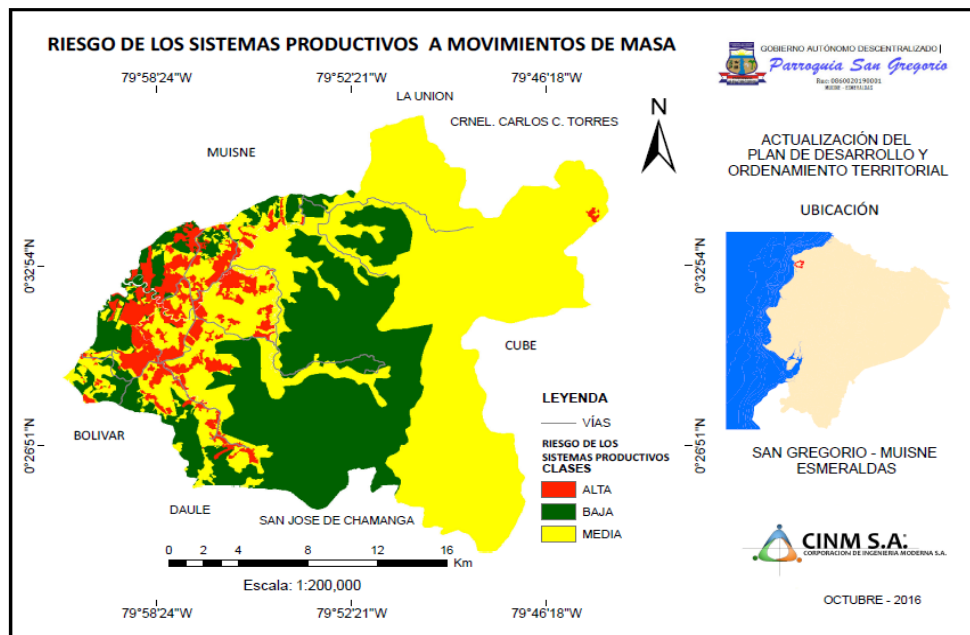 RIESGO DE LOS SISTEMAS PRODUCTIVOS A MOVIMIENTOS DE MASA
79°58'24"W
79°52'21"W
79°46'18"W
LA UNION
CRNEL. CARLOS C. TORRES
MUISNE
N
0°32'54"N
0°32'54"N
CUBE
0°26'51"N
0°26'51"N
BOLIVAR
DAULE
SAN JOSE DE CHAMANGA
LEYENDA
VÍAS
RIESGO DE LOS
SISTEMAS PRODUCTIVOS
CLASES
ALTA
BAJA
MEDIA
0 2 4 8 12 16
Km
Escala: 1:200,000
79°58'24"W
79°52'21"W
79°46'18"W
GOBIERNO AUTÓNOMO DESCENTRALIZADO |
Parroquia San Gregorio
Ruc: 0860020190001
MUISNE - ESMERALDAS
ACTUALIZACIÓN DEL
PLAN DE DESARROLLO Y
ORDENAMIENTO TERRITORIAL
UBICACIÓN
SAN GREGORIO - MUISNE
ESMERALDAS
CINM S.A.
CORPORACION DE INGENIERIA MODERNA S.A.
OCTUBRE - 2016